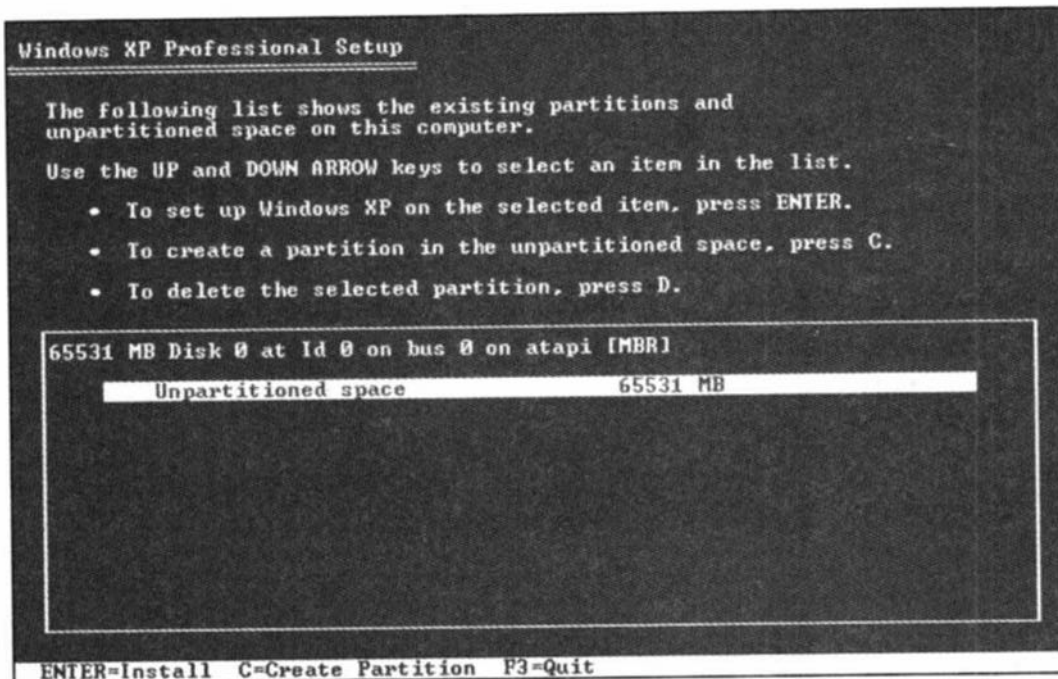 Windows XP Professional Setup
The following list shows the existing partitions and
unpartitioned space on this computer.
Use the UP and DOWN ARROW keys to select an item in the list.
• To set up Windows XP on the selected item, press ENTER.
• To create a partition in the unpartitioned space, press C.
• To delete the selected partition, press D.
65531 MB Disk 0 at Id 0 on bus 0 on atapi [MBR]
Unpartitioned space 65531 MB
ENTER=Install C=Create Partition F3=Quit